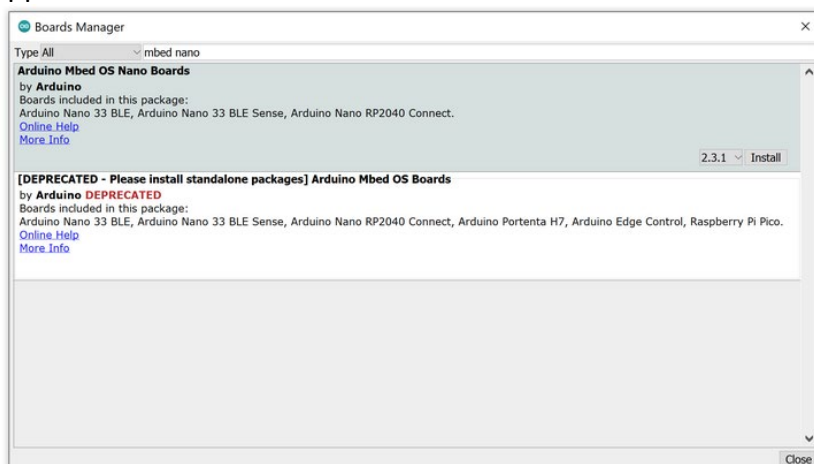 Boards Manager
Type All mbed nano
Arduino Mbed OS Nano Boards
by Arduino
Boards included in this package:
Arduino Nano 33 BLE, Arduino Nano 33 BLE Sense, Arduino Nano RP2040 Connect.
Online Help
More Info
2.3.1 Install
[DEPRECATED - Please install standalone packages] Arduino Mbed OS Boards
by Arduino DEPRECATED
Boards included in this package:
Arduino Nano 33 BLE, Arduino Nano 33 BLE Sense, Arduino Nano RP2040 Connect, Arduino Portenta H7, Arduino Edge Control, Raspberry Pi Pico.
Online Help
More Info
Close